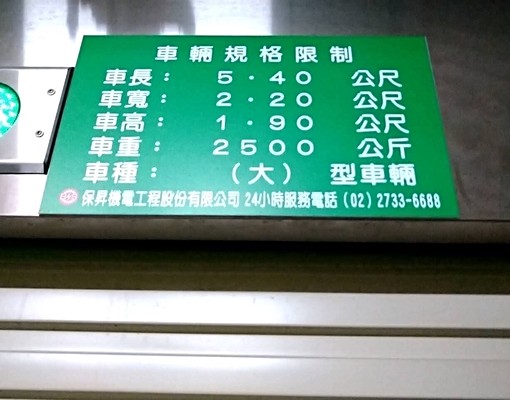 車輛規格限制
車長： 5．40 公尺
車寬： 2．20 公尺
車高： 1．90 公尺
車重： 2500 公斤
車種： （大） 型車輛
保昇機電工程股份有限公司 24小時服務電話（02）2733-6688